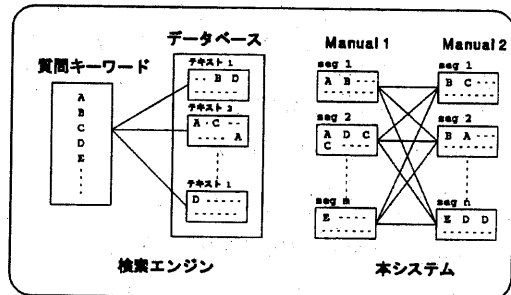 質問キーワード
A
B
C
D
E
データベース
テキスト 1
‥ B D
テキスト 2
A・C‥
A
テキスト 1
D
検索エンジン
Manual 1
seg 1
A B
seg 2
A D C
C
seg m
E
Manual 2
seg 1
B C
seg 2
B A
seg n
E D D
本システム